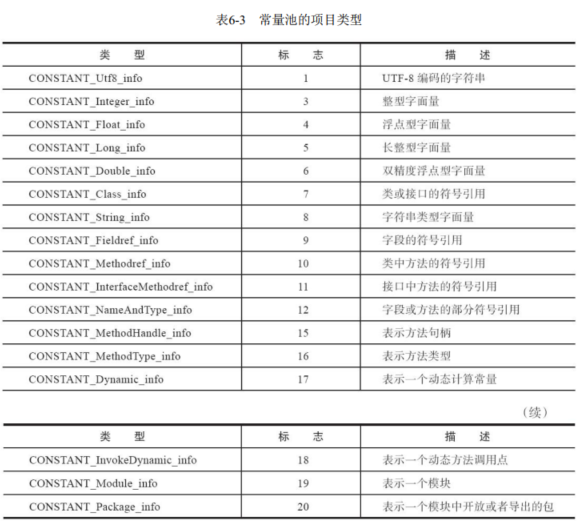 表6-3 常量池的项目类型
类 型 标 志 描 述
CONSTANT_Utf8_info 1 UTF-8 编码的字符串
CONSTANT_Integer_info 3 整型字面量
CONSTANT_Float_info 4 浮点型字面量
CONSTANT_Long_info 5 长整型字面量
CONSTANT_Double_info 6 双精度浮点型字面量
CONSTANT_Class_info 7 类或接口的符号引用
CONSTANT_String_info 8 字符串类型字面量
CONSTANT_Fieldref_info 9 字段的符号引用
CONSTANT_Methodref_info 10 类中方法的符号引用
CONSTANT_InterfaceMethodref_info 11 接口中方法的符号引用
CONSTANT_NameAndType_info 12 字段或方法的部分符号引用
CONSTANT_MethodHandle_info 15 表示方法句柄
CONSTANT_MethodType_info 16 表示方法类型
CONSTANT_Dynamic_info 17 表示一个动态计算常量
（续）
类 型 标 志 描 述
CONSTANT_InvokeDynamic_info 18 表示一个动态方法调用点
CONSTANT_Module_info 19 表示一个模块
CONSTANT_Package_info 20 表示一个模块中开放或者导出的包